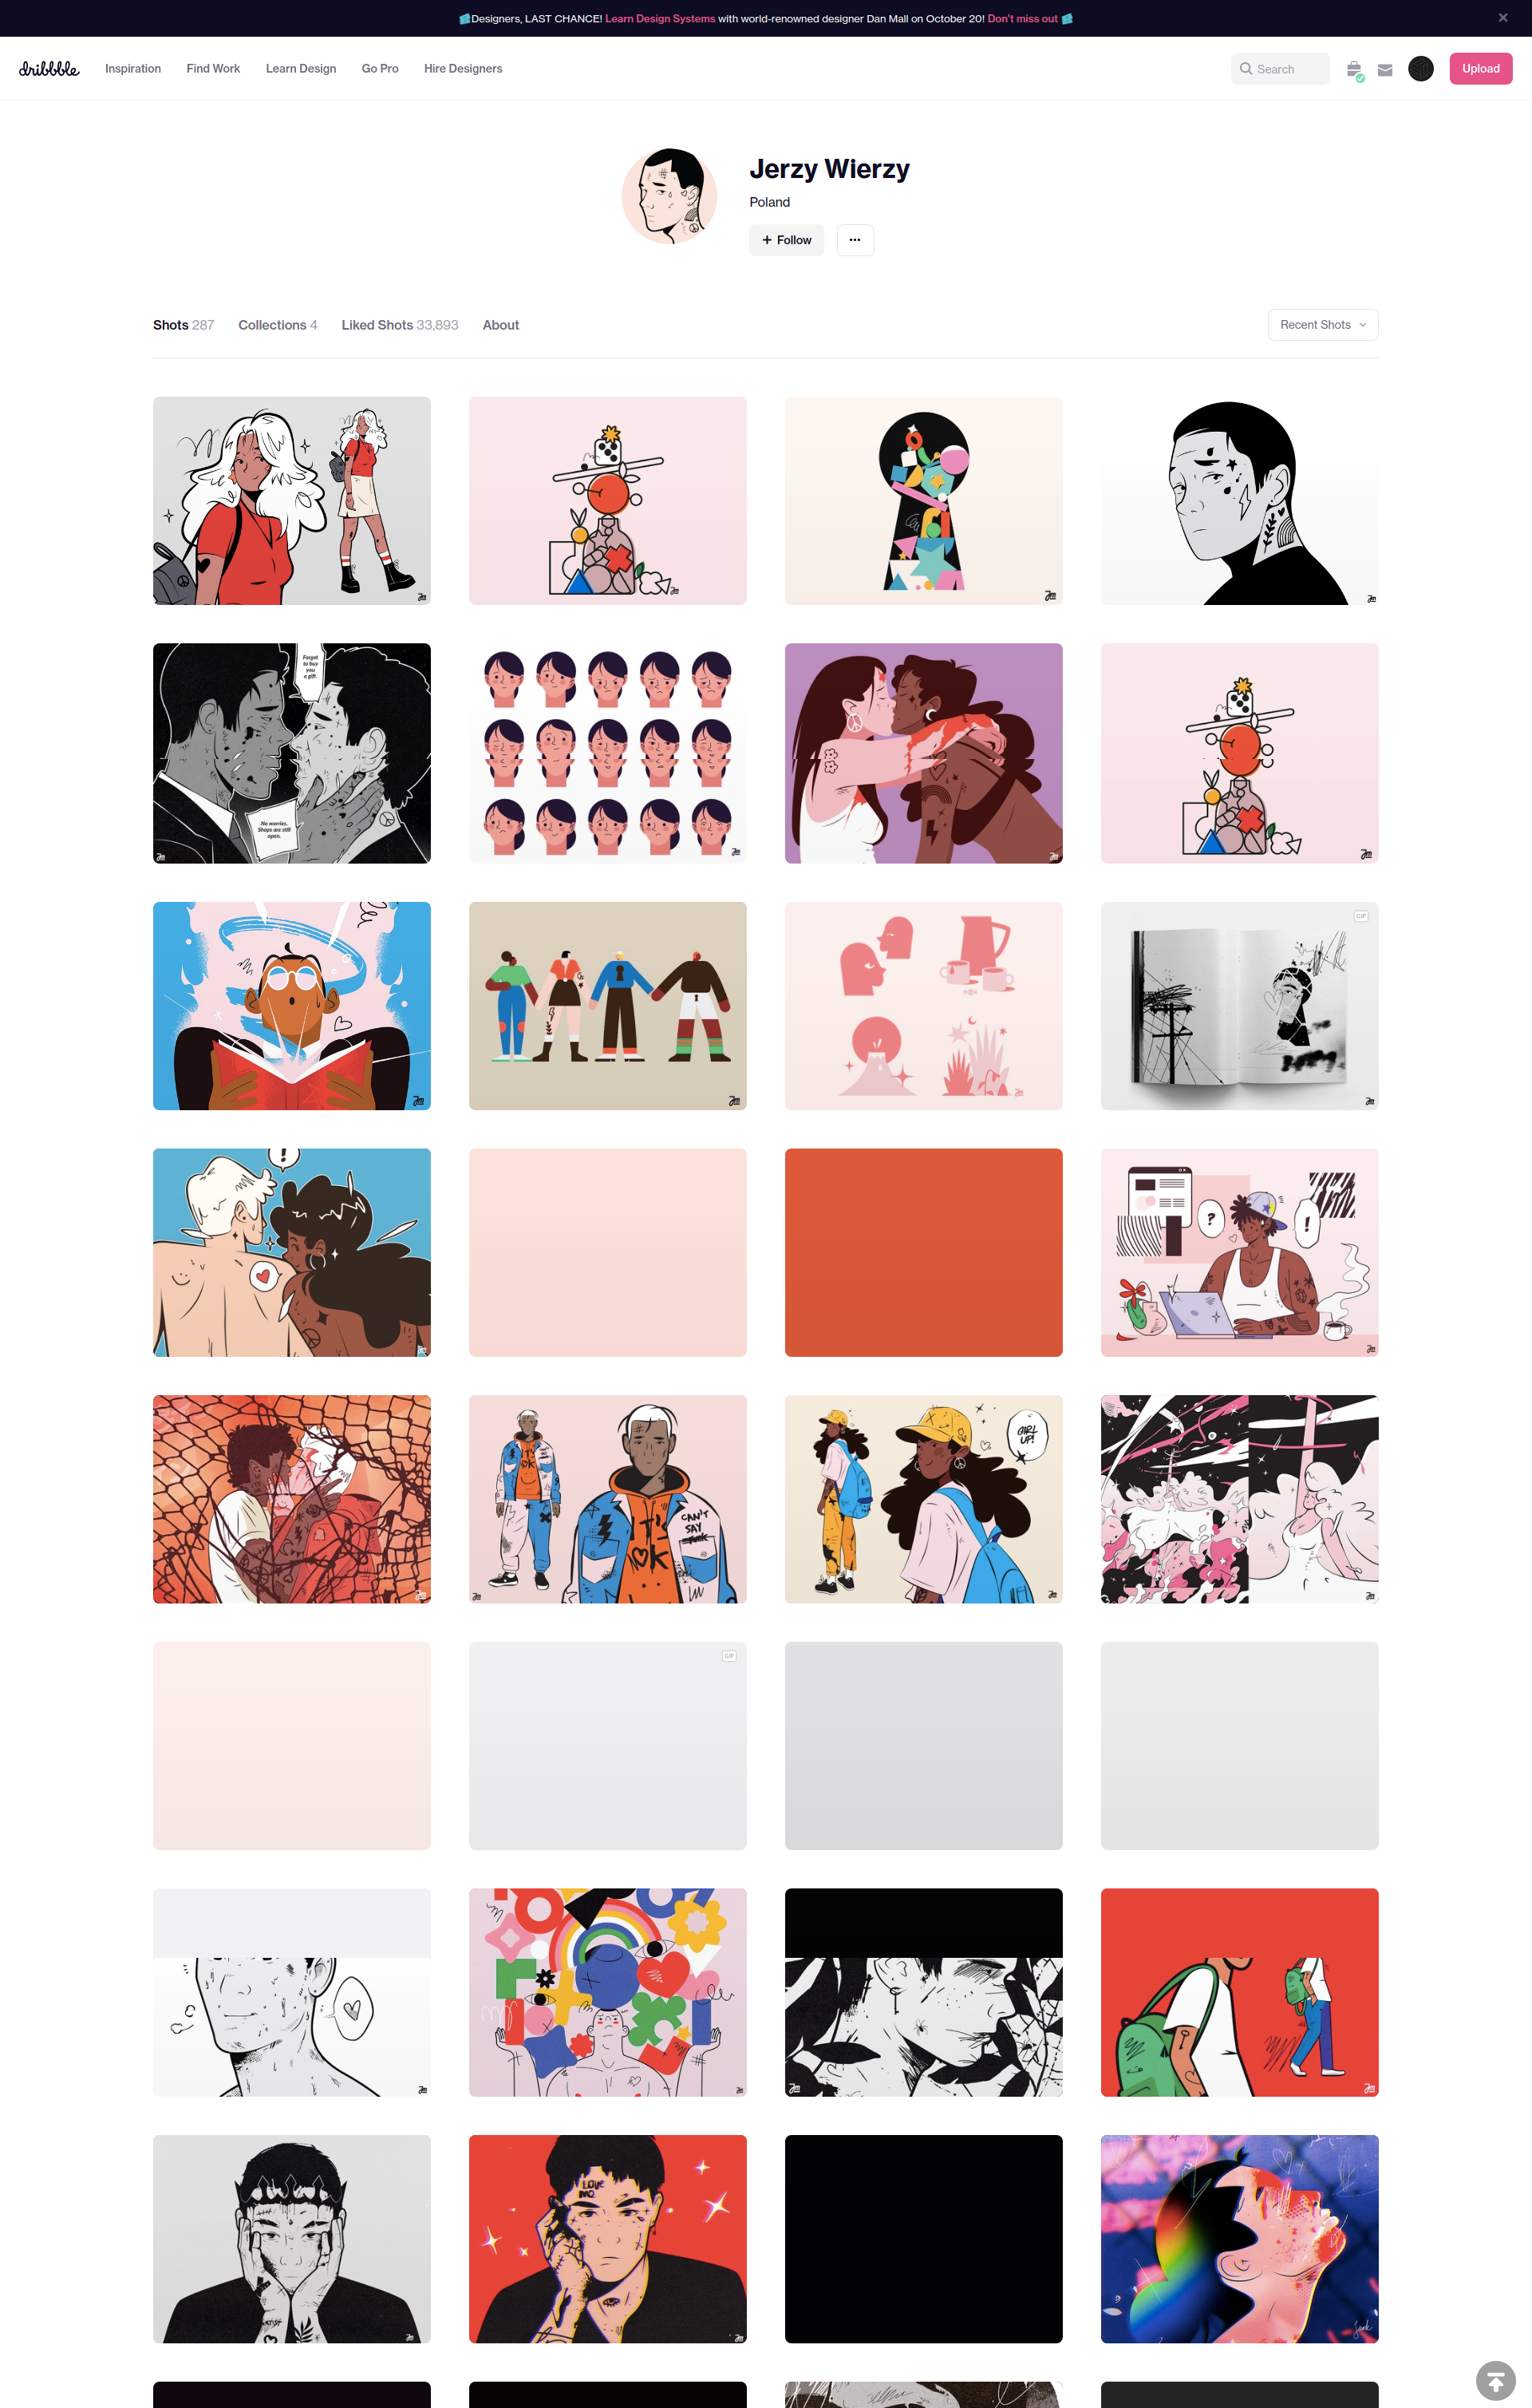 Designers, LAST CHANCE! Learn Design Systems with world-renowned designer Dan Mall on October 20! Don't miss out
dribbble Inspiration Find Work Learn Design Go Pro Hire Designers Search Upload
Jerzy Wierzy
Poland
+ Follow
Shots 287 Collections 4 Liked Shots 33,893 About Recent Shots
Forgot
to buy
you
a gift.
No worries.
Shops are still
open.
GIF
!
? !
CAN'T
SAY
GIRL
UP!
GIF
LOVE